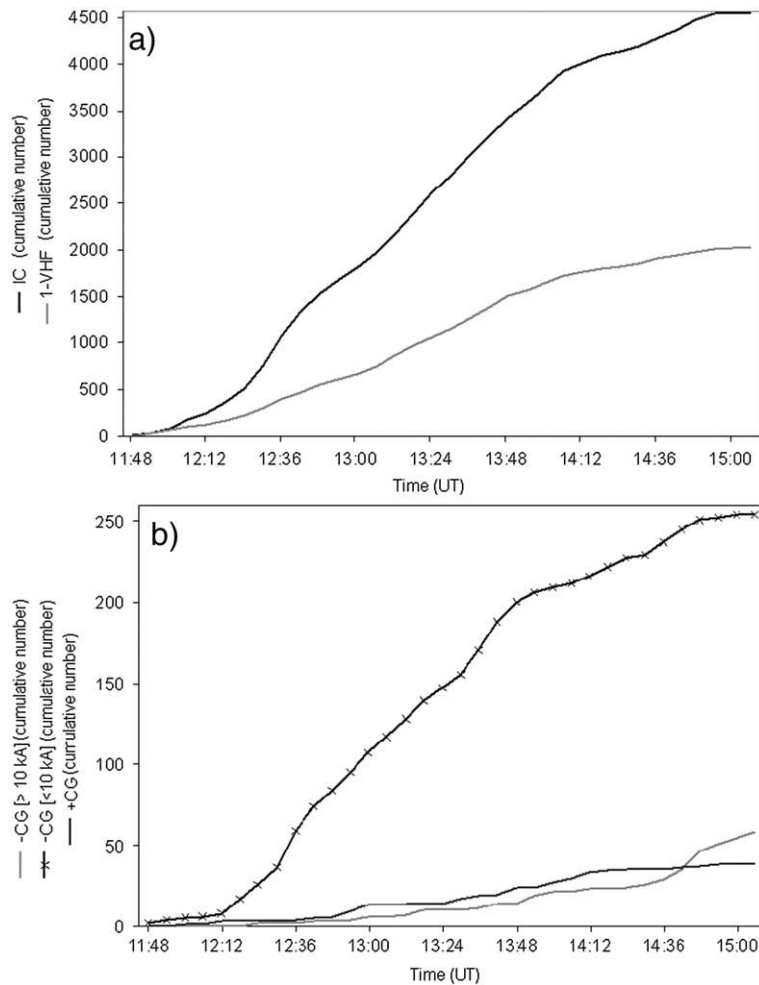 a)
4500
4000
3500
3000
2500
2000
1500
1000
500
0
IC (cumulative number)
1-VHF (cumulative number)
11:48 12:12 12:36 13:00 13:24 13:48 14:12 14:36 15:00
Time (UT)
b)
250
200
150
100
50
0
-CG [> 10 kA] (cumulative number)
-CG [<10 kA] (cumulative number)
+CG (cumulative number)
11:48 12:12 12:36 13:00 13:24 13:48 14:12 14:36 15:00
Time (UT)